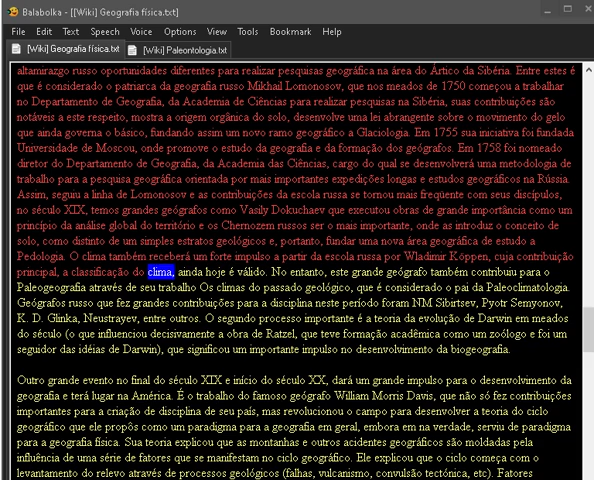 Balabolka - [[Wiki] Geografia física.txt]
File Edit Text Speech Voice Options View Tools Bookmark Help
[Wiki] Geografia física.txt [Wiki] Paleontologia.txt
altamirazgo russo oportunidades diferentes para realizar pesquisas geográfica na área do Ártico da Sibéria. Entre estes é
que é considerado o patriarca da geografia russo Mikhail Lomonosov, que nos meados de 1750 começou a trabalhar
no Departamento de Geografia, da Academia de Ciências para realizar pesquisas na Sibéria, suas contribuições são
notáveis a este respeito, mostra a origem orgânica do solo, desenvolve uma lei abrangente sobre o movimento do gelo
que ainda governa o básico, fundando assim um novo ramo geográfico a Glaciologia. Em 1755 sua iniciativa foi fundada
Universidade de Moscou, onde promove o estudo da geografia e da formação dos geógrafos. Em 1758 foi nomeado
diretor do Departamento de Geografia, da Academia das Ciências, cargo do qual se desenvolverá uma metodologia de
trabalho para a pesquisa geográfica orientada por mais importantes expedições longas e estudos geográficos na Rússia.
Assim, seguiu a linha de Lomonosov e as contribuições da escola russa se tornou mais freqüente com seus discípulos,
no século XIX, temos grandes geógrafos como Vasily Dokuchaev que executou obras de grande importância como um
princípio da análise global do território e os Chernozem russos ser o mais importante, onde as introduz o conceito de
solo, como distinto de um simples estratos geológicos e, portanto, fundar uma nova área geográfica de estudo a
Pedologia. O clima também receberá um forte impulso a partir da escola russa por Wladimir Köppen, cuja contribuição
principal, a classificação do clima, ainda hoje é válido. No entanto, este grande geógrafo também contribuiu para o
Paleogeografia através de seu trabalho Os climas do passado geológico, que é considerado o pai da Paleoclimatologia.
Geógrafos russo que fez grandes contribuições para a disciplina neste período foram NM Sibirtsev, Pyotr Semyonov,
K. D. Glinka, Neustrayev, entre outros. O segundo processo importante é a teoria da evolução de Darwin em meados
do século (o que influenciou decisivamente a obra de Ratzel, que teve formação acadêmica como um zoólogo e foi um
seguidor das idéias de Darwin), que significou um importante impulso no desenvolvimento da biogeografia.
Outro grande evento no final do século XIX e início do século XX, dará um grande impulso para o desenvolvimento da
geografia e terá lugar na América. É o trabalho do famoso geógrafo William Morris Davis, que não só fez contribuições
importantes para a criação de disciplina de seu país, mas revolucionou o campo para desenvolver a teoria do ciclo
geográfico que ele propôs como um paradigma para a geografia em geral, embora em na verdade, serviu de paradigma
para a geografia física. Sua teoria explicou que as montanhas e outros acidentes geográficos são moldadas pela
influência de uma série de fatores que se manifestam no ciclo geográfico. Ele explicou que o ciclo começa com o
levantamento do relevo através de processos geológicos (falhas, vulcanismo, convulsão tectónica, etc). Fatores